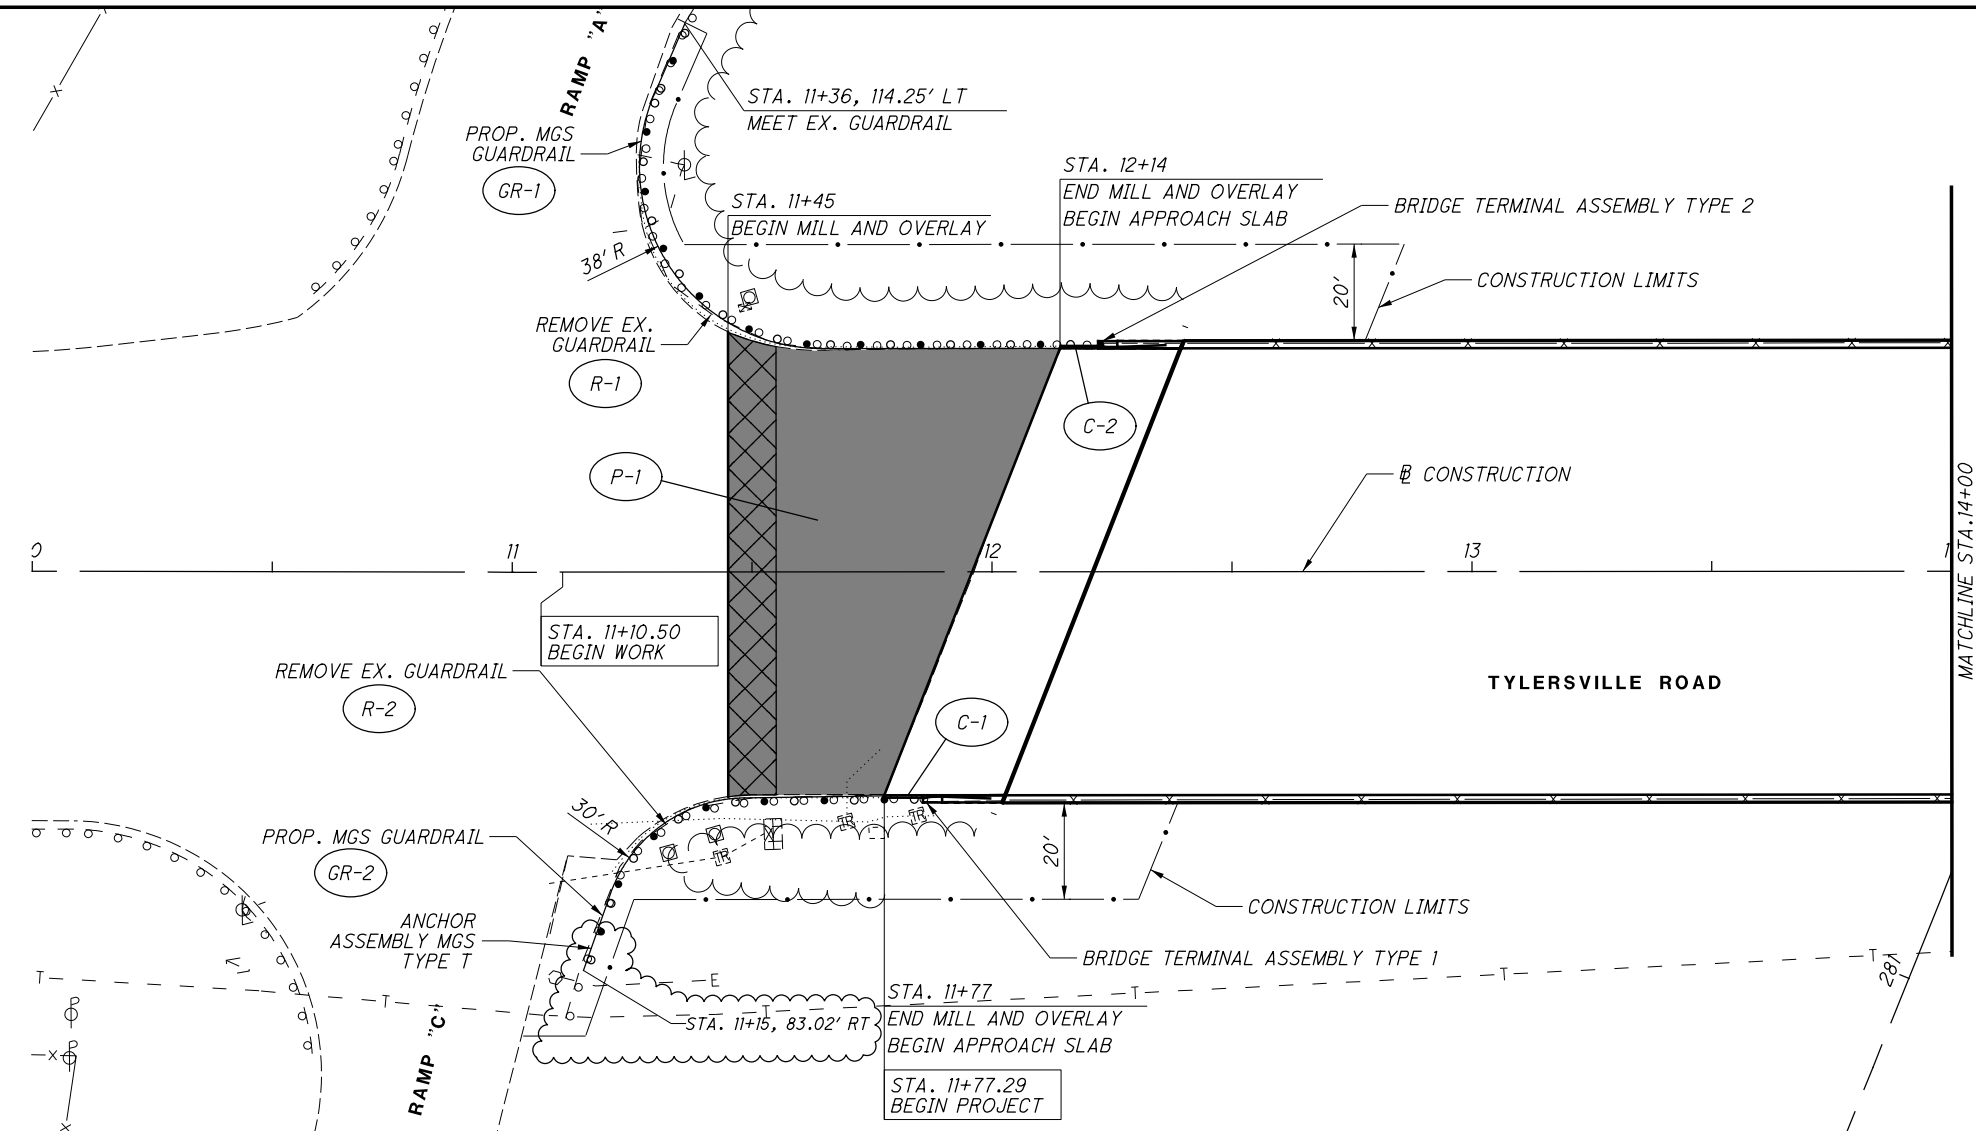 RAMP "A"
STA. 11+36, 114.25' LT
MEET EX. GUARDRAIL
PROP. MGS
GUARDRAIL
GR-1
STA. 12+14
END MILL AND OVERLAY
BEGIN APPROACH SLAB
BRIDGE TERMINAL ASSEMBLY TYPE 2
STA. 11+45
BEGIN MILL AND OVERLAY
38' R
20'
CONSTRUCTION LIMITS
REMOVE EX.
GUARDRAIL
R-1
C-2
P-1
CONSTRUCTION
MATCHLINE STA.14+00
11
12
13
STA. 11+10.50
BEGIN WORK
REMOVE EX. GUARDRAIL
R-2
TYLERSVILLE ROAD
C-1
30' R
PROP. MGS GUARDRAIL
GR-2
TR
TR
TR
20'
CONSTRUCTION LIMITS
ANCHOR
ASSEMBLY MGS
TYPE T
BRIDGE TERMINAL ASSEMBLY TYPE 1
T
T
T
T
T
E
287
STA. 11+15, 83.02' RT
STA. 11+77
END MILL AND OVERLAY
BEGIN APPROACH SLAB
STA. 11+77.29
BEGIN PROJECT
RAMP "C"